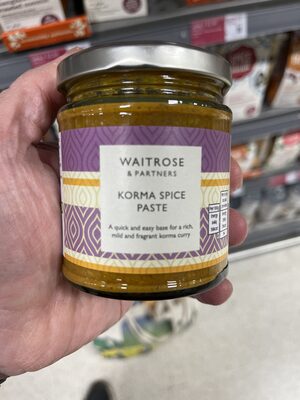 WAITROSE
& PARTNERS
KORMA SPICE
PASTE
A quick and easy base for a rich,
mild and fragrant korma curry